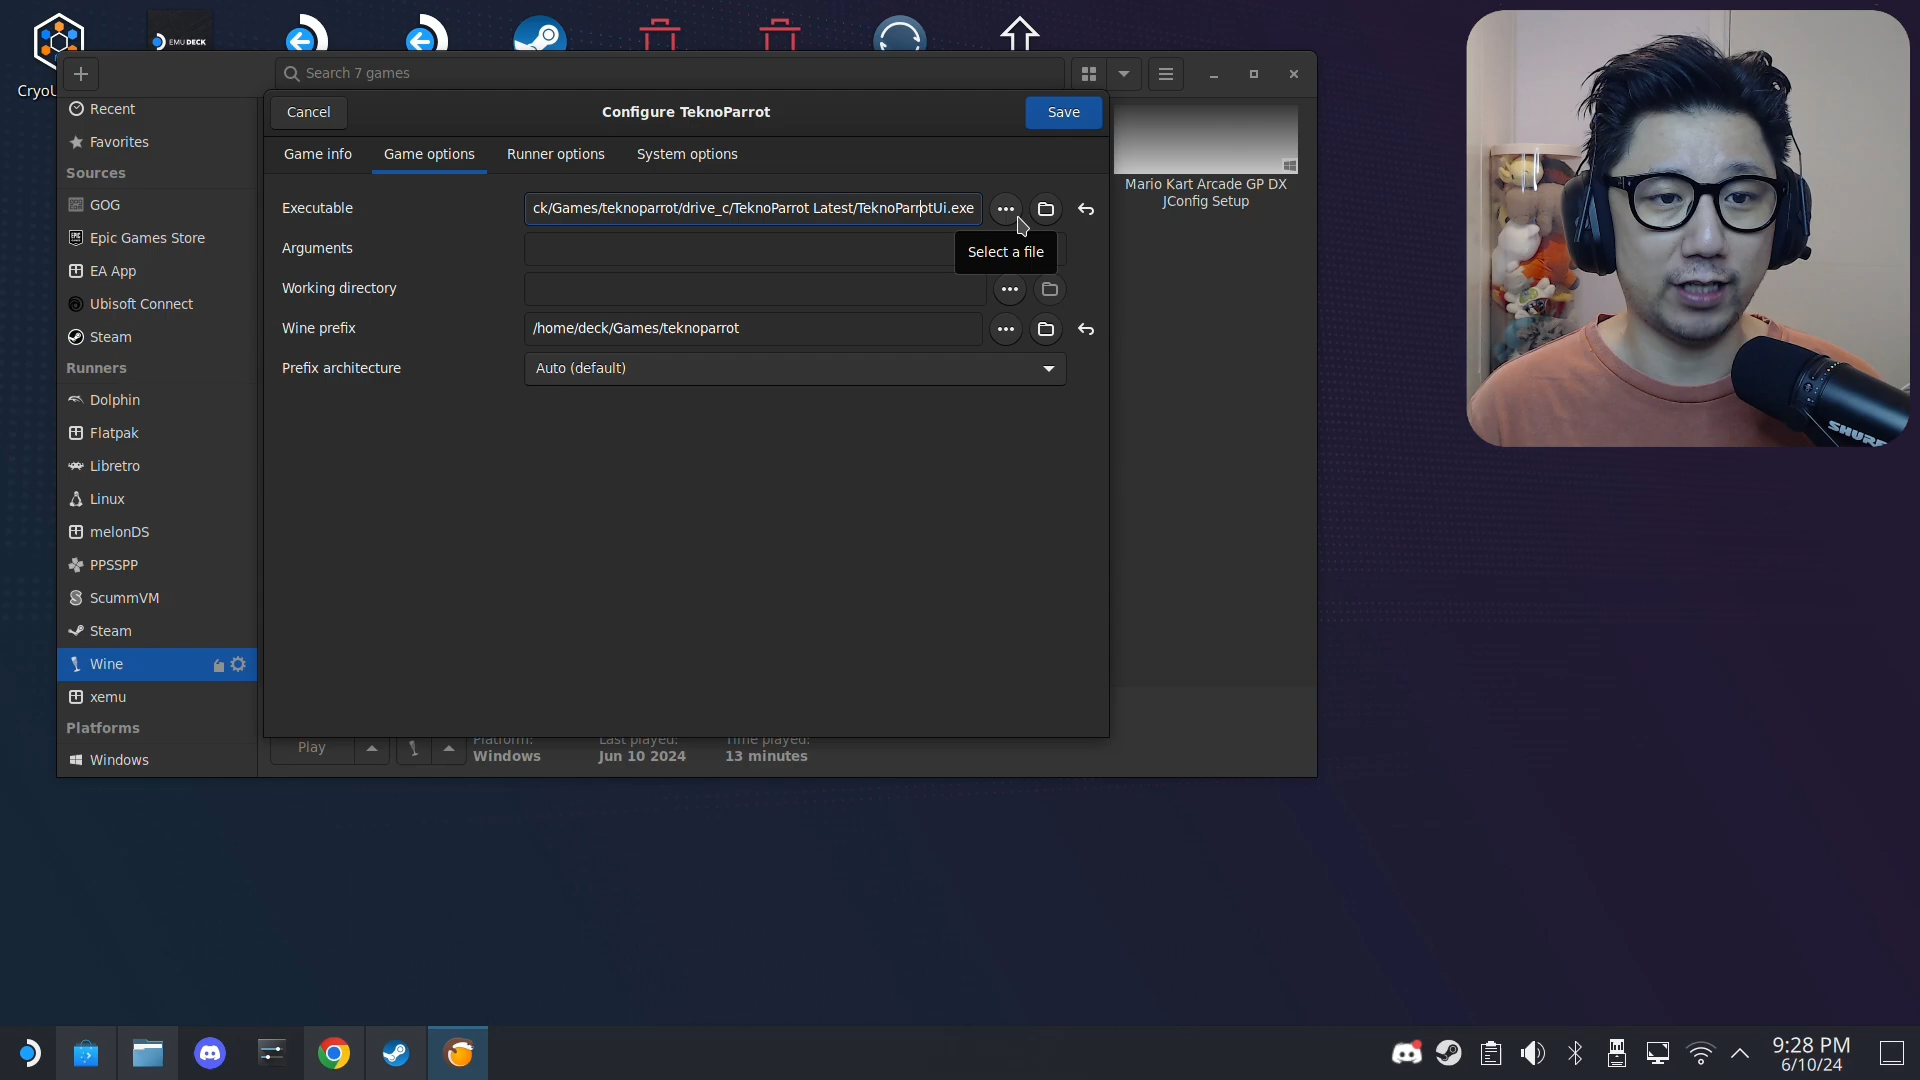 EMU DECK
CryoU
Search 7 games
Recent
Favorites
Sources
GOG
Epic Games Store
EA App
Ubisoft Connect
Steam
Runners
Dolphin
Flatpak
Libretro
Linux
melonDS
PPSSPP
ScummVM
Steam
Wine
xemu
Platforms
Windows
Cancel
Configure TeknoParrot
Save
Game info
Game options
Runner options
System options
Executable
ck/Games/teknoparrot/drive_c/TeknoParrot Latest/TeknoParrotUi.exe
Arguments
Select a file
Working directory
Wine prefix
/home/deck/Games/teknoparrot
Prefix architecture
Auto (default)
Mario Kart Arcade GP DX
JConfig Setup
Play
Platform:
Windows
Last played:
Jun 10 2024
Time played:
13 minutes
SHURE
9:28 PM
6/10/24